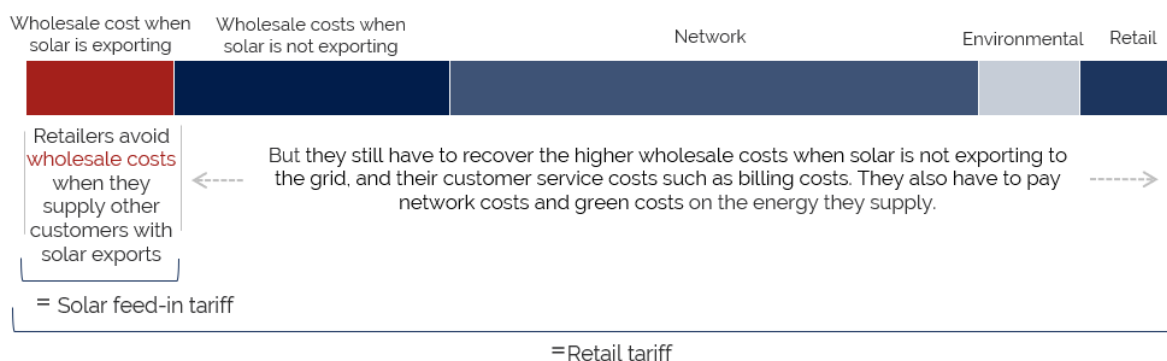 Wholesale cost when
solar is exporting
Wholesale costs when
solar is not exporting
Network
Environmental
Retail
Retailers avoid
wholesale costs
when they
supply other
customers with
solar exports
But they still have to recover the higher wholesale costs when solar is not exporting to
the grid, and their customer service costs such as billing costs. They also have to pay
network costs and green costs on the energy they supply.
= Solar feed-in tariff
=Retail tariff